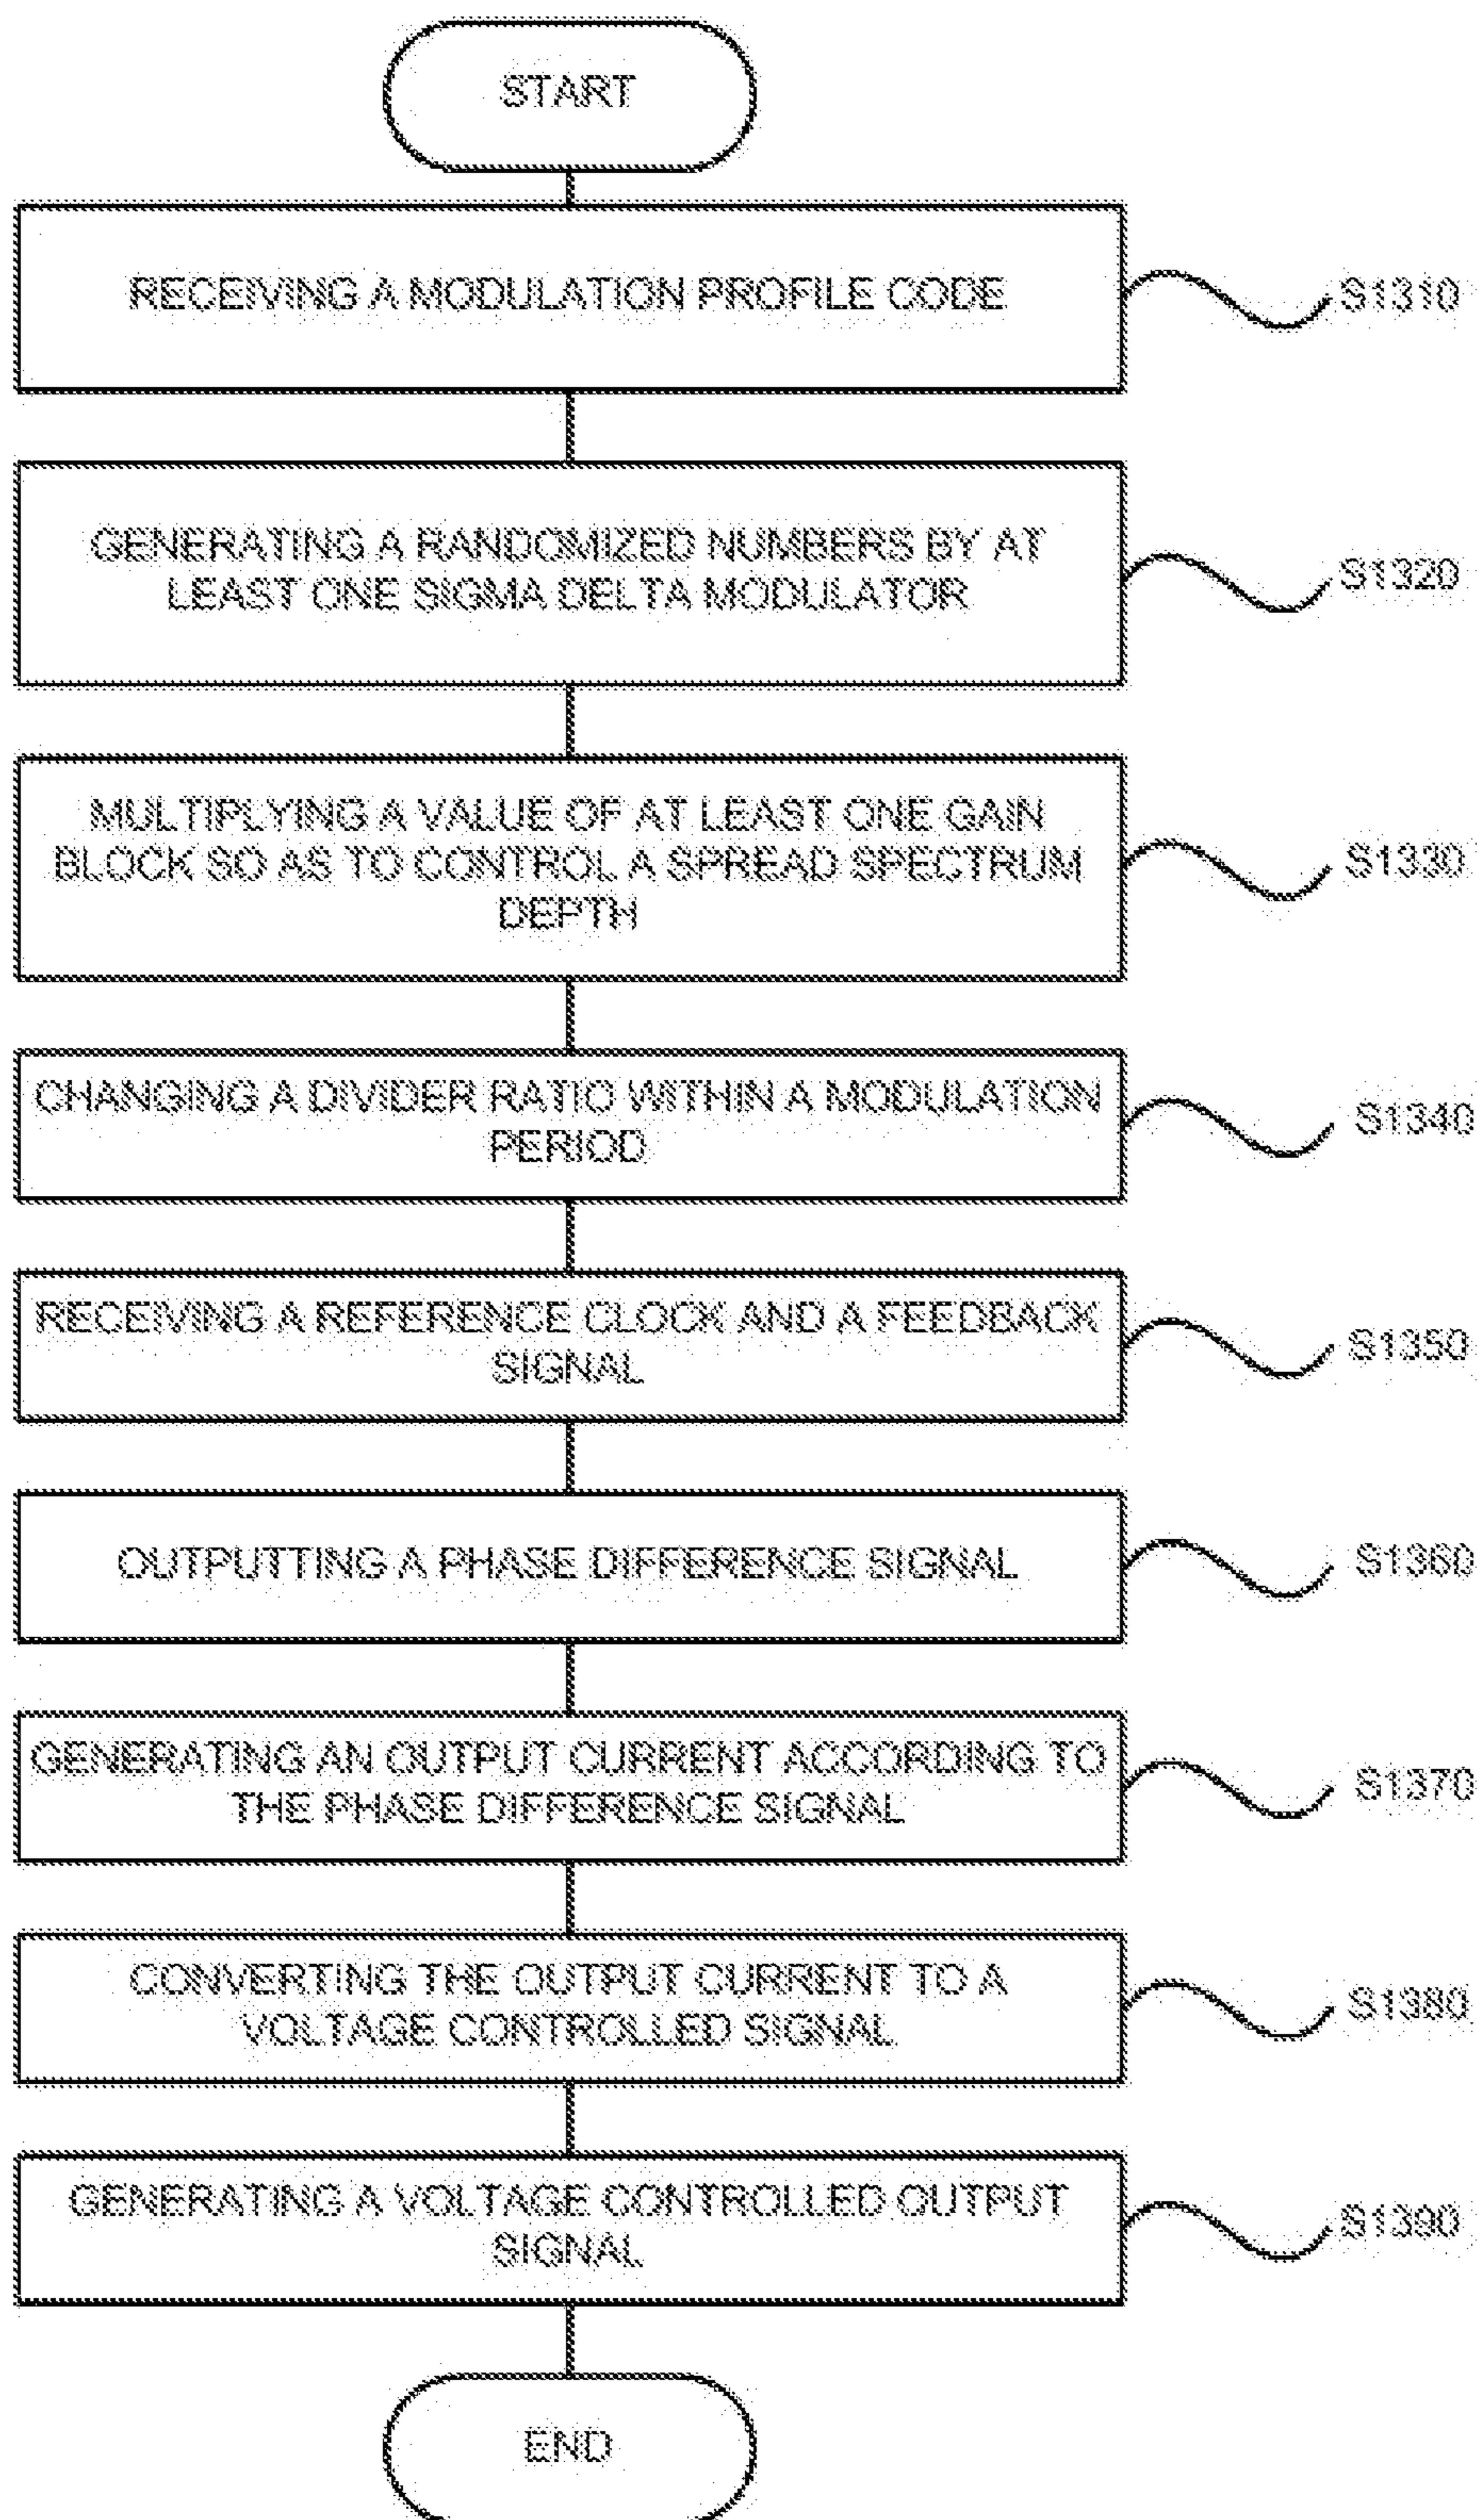 START
RECEIVING A MODULATION PROFILE CODE
S1310
GENERATING A RANDOMIZED NUMBERS BY AT
LEAST ONE SIGMA DELTA MODULATOR
S1320
MULTIPLYING A VALUE OF AT LEAST ONE GAIN
BLOCK SO AS TO CONTROL A SPREAD SPECTRUM
DEPTH
S1330
CHANGING A DIVIDER RATIO WITHIN A MODULATION
PERIOD
S1340
RECEIVING A REFERENCE CLOCK AND A FEEDBACK
SIGNAL
S1350
OUTPUTTING A PHASE DIFFERENCE SIGNAL
S1360
GENERATING AN OUTPUT CURRENT ACCORDING TO
THE PHASE DIFFERENCE SIGNAL
S1370
CONVERTING THE OUTPUT CURRENT TO A
VOLTAGE CONTROLLED SIGNAL
S1380
GENERATING A VOLTAGE CONTROLLED OUTPUT
SIGNAL
S1390
END